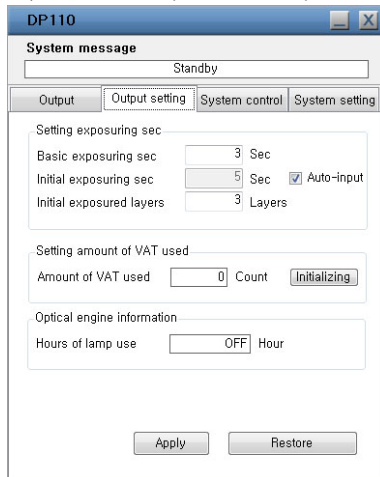 DP110
System message
Standby
Output Output setting System control System setting
Setting exposuring sec
Basic exposuring sec 3 Sec
Initial exposuring sec 5 Sec Auto-input
Initial exposured layers 3 Layers
Setting amount of VAT used
Amount of VAT used 0 Count Initializing
Optical engine information
Hours of lamp use OFF Hour
Apply Restore